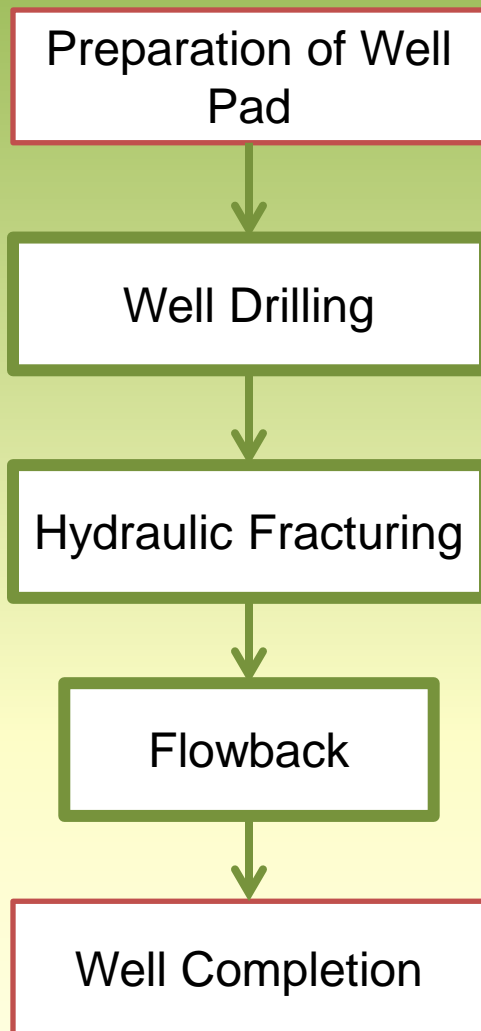 Preparation of Well
Pad
Well Drilling
Hydraulic Fracturing
Flowback
Well Completion